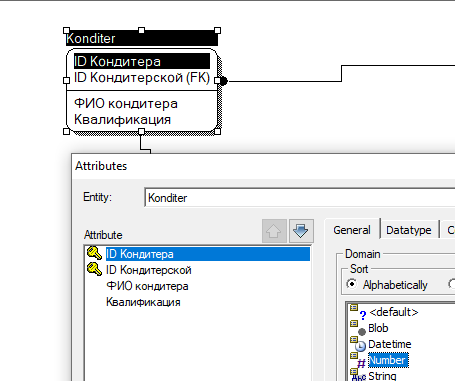 Konditer
ID Кондитера
ID Кондитерской (FK)
ФИО кондитера
Квалификация
Attributes
Entity: Konditer
Attribute
General Datatype
ID Кондитера
ID Кондитерской
ФИО кондитера
Квалификация
Domain
Sort
Alphabetically
<default>
Blob
Datetime
Number
String